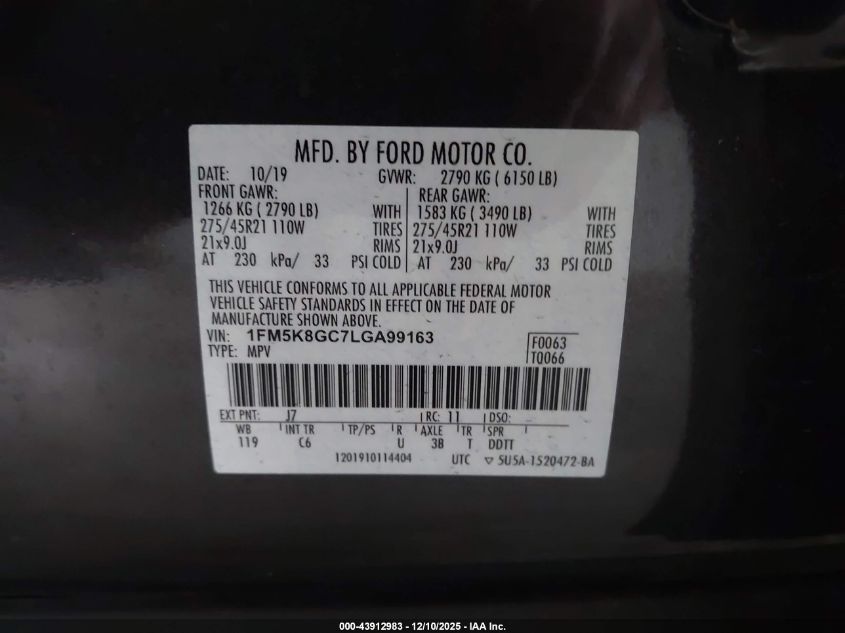 MFD. BY FORD MOTOR CO.
DATE: 10/19 GVWR: 2790 KG ( 6150 LB)
FRONT GAWR: REAR GAWR:
1266 KG ( 2790 LB) WITH 1583 KG ( 3490 LB) WITH
275/45R21 110W TIRES 275/45R21 110W TIRES
21x9.0J RIMS 21x9.0J RIMS
AT 230 kPa/ 33 PSI COLD AT 230 kPa/ 33 PSI COLD
THIS VEHICLE CONFORMS TO ALL APPLICABLE FEDERAL MOTOR
VEHICLE SAFETY STANDARDS IN EFFECT ON THE DATE OF
MANUFACTURE SHOWN ABOVE.
VIN: 1FM5K8GC7LGA99163 F0063
TYPE: MPV T0066
EXT PNT: J7 RC: 11 DSO:
WB INT TR TP/PS R AXLE TR SPR
119 C6 U 3B T DDTT
1201910114404 UTC ▽ 5U5A-1520472-BA
000-43912983 - 12/10/2025 - IAA Inc.